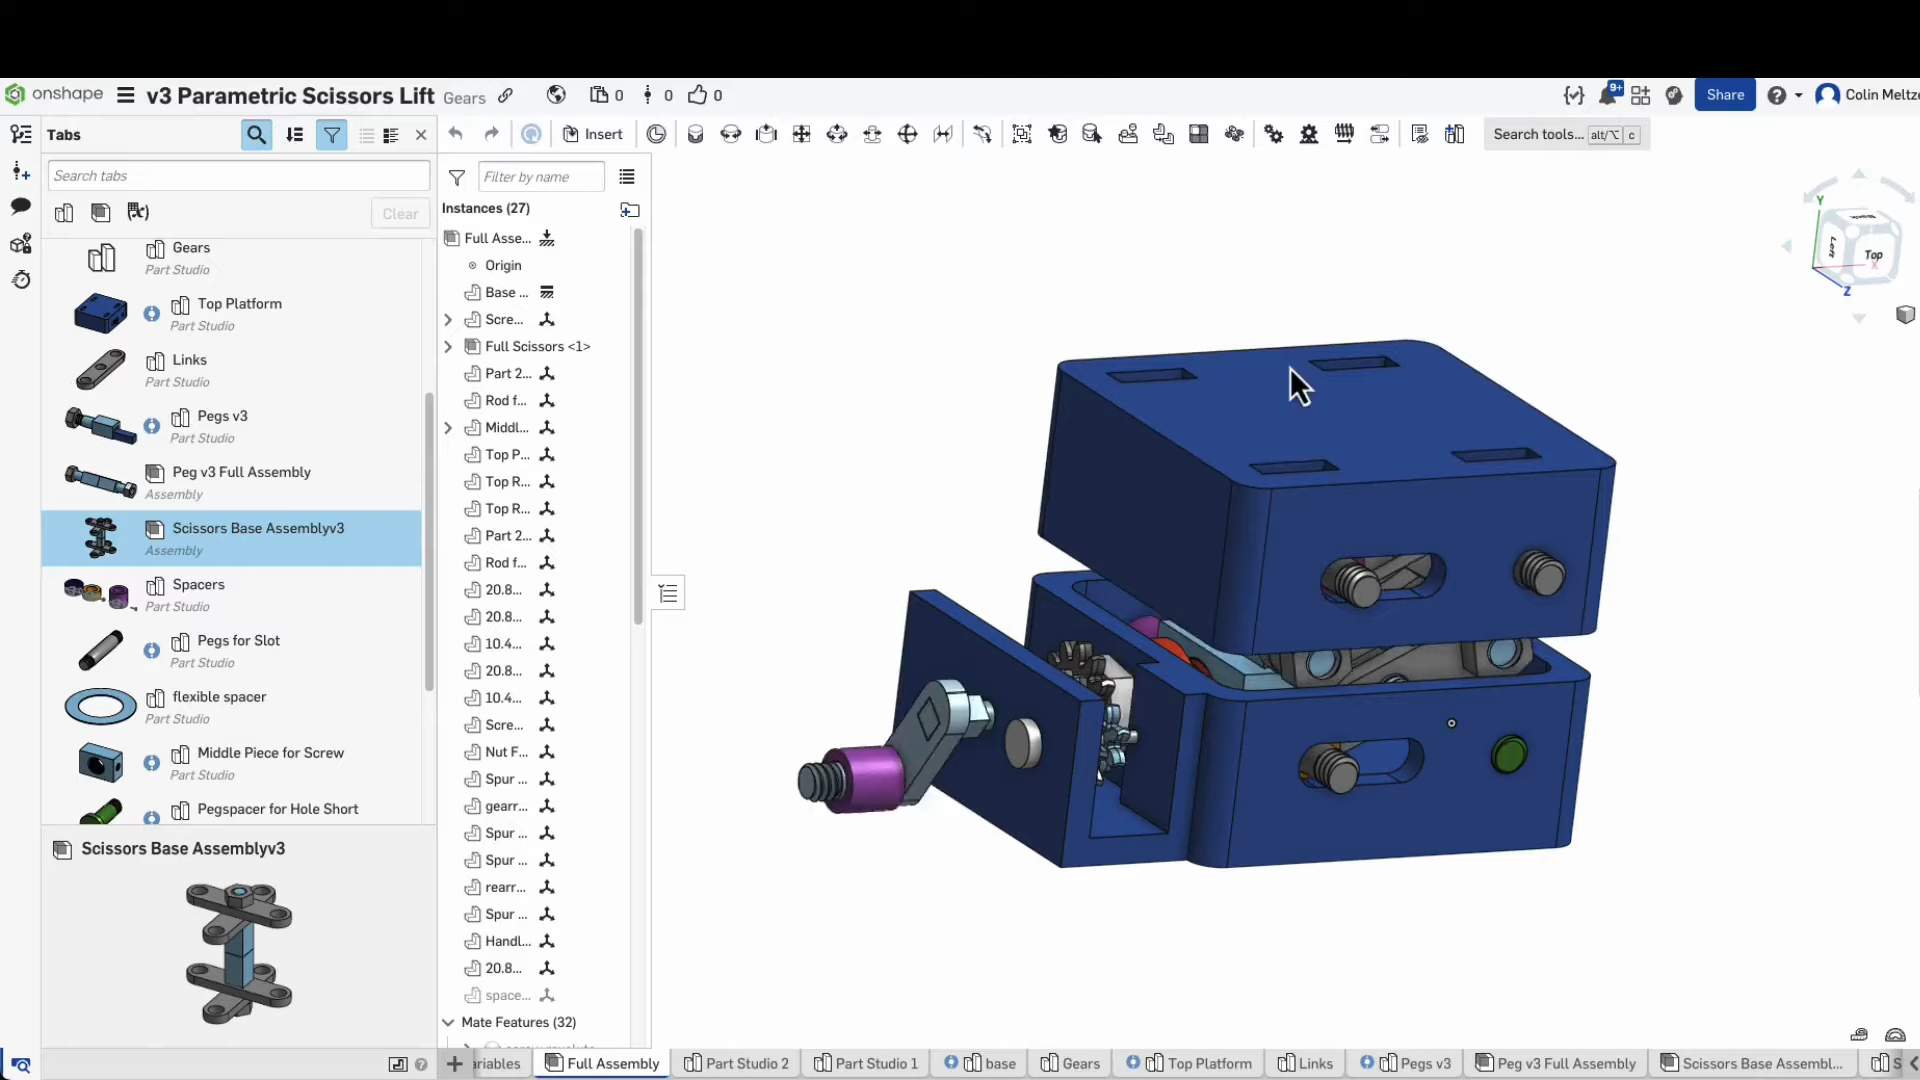 onshape v3 Parametric Scissors Lift Gears 0 0 0 9+ Share Colin Meltze
Tabs
Insert
Search tools... alt/⌥ c
Search tabs
Clear
Gears
Part Studio
Top Platform
Part Studio
Links
Part Studio
Pegs v3
Part Studio
Peg v3 Full Assembly
Assembly
Scissors Base Assemblyv3
Assembly
Spacers
Part Studio
Pegs for Slot
Part Studio
flexible spacer
Part Studio
Middle Piece for Screw
Part Studio
Pegspacer for Hole Short
Scissors Base Assemblyv3
Filter by name
Instances (27)
Full Asse...
Origin
Base ...
Scre...
Full Scissors <1>
Part 2...
Rod f...
Middl...
Top P...
Top R...
Top R...
Part 2...
Rod f...
20.8...
20.8...
10.4...
20.8...
10.4...
Scre...
Nut F...
Spur ...
gearr...
Spur ...
Spur ...
rearr...
Spur ...
Handl...
20.8...
space...
Mate Features (32)
Y
Back
Left
Top
X
Z
ariables Full Assembly Part Studio 2 Part Studio 1 base Gears Top Platform Links Pegs v3 Peg v3 Full Assembly Scissors Base Assembl... S